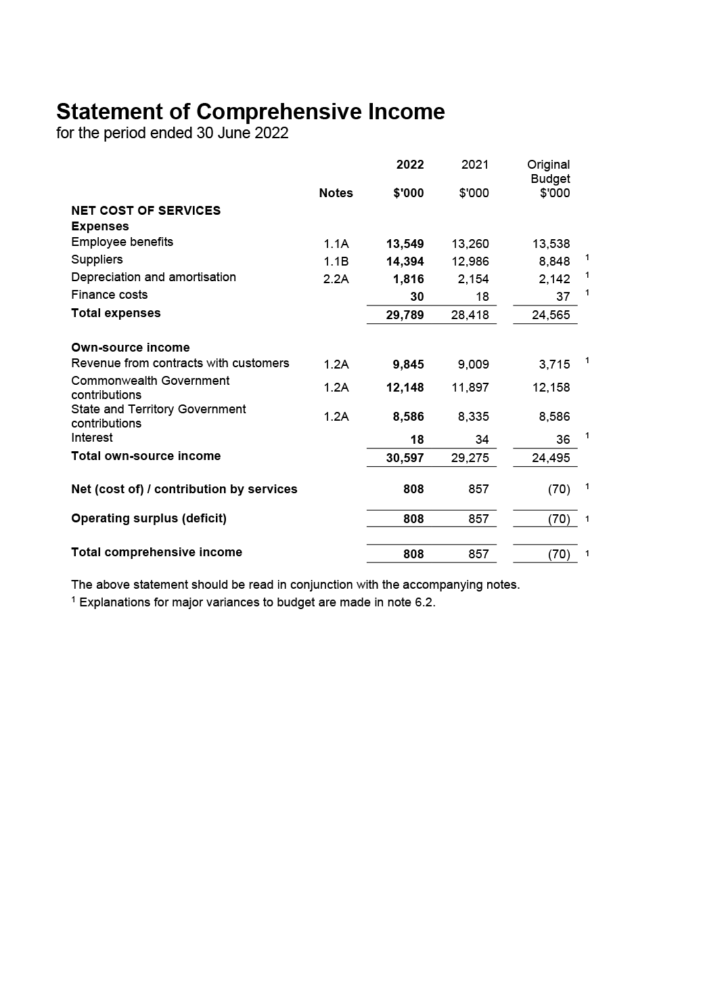 Statement of Comprehensive Income
for the period ended 30 June 2022
2022 2021 Original
Budget
Notes $'000 $'000 $'000
NET COST OF SERVICES
Expenses
Employee benefits 1.1A 13,549 13,260 13,538
Suppliers 1.1B 14,394 12,986 8,848 1
Depreciation and amortisation 2.2A 1,816 2,154 2,142 1
Finance costs 30 18 37 1
Total expenses 29,789 28,418 24,565
Own-source income
Revenue from contracts with customers 1.2A 9,845 9,009 3,715 1
Commonwealth Government
contributions 1.2A 12,148 11,897 12,158
State and Territory Government
contributions 1.2A 8,586 8,335 8,586
Interest 18 34 36 1
Total own-source income 30,597 29,275 24,495
Net (cost of) / contribution by services 808 857 (70) 1
Operating surplus (deficit) 808 857 (70) 1
Total comprehensive income 808 857 (70) 1
The above statement should be read in conjunction with the accompanying notes.
1 Explanations for major variances to budget are made in note 6.2.